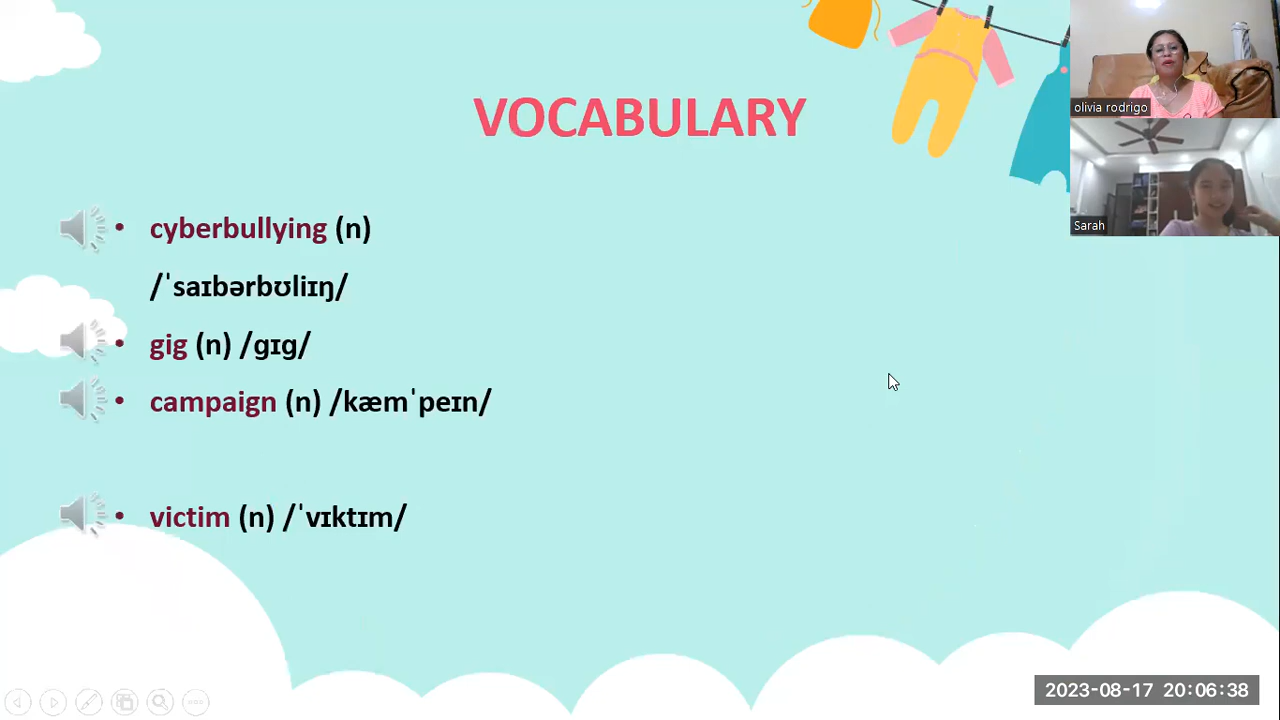 VOCABULARY
olivia rodrigo
Sarah
• cyberbullying (n)
/ˈsaɪbərbʊliɪŋ/
• gig (n) /gɪg/
• campaign (n) /kæmˈpeɪn/
• victim (n) /ˈvɪktɪm/
2023-08-17 20:06:38